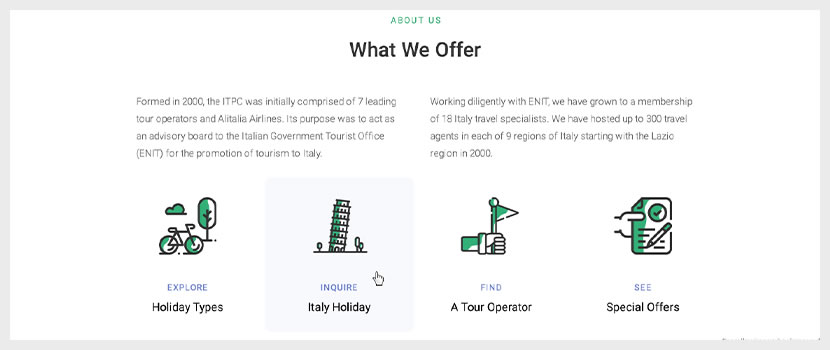 ABOUT US
What We Offer
Formed in 2000, the ITPC was initially comprised of 7 leading
tour operators and Alitalia Airlines. Its purpose was to act as
an advisory board to the Italian Government Tourist Office
(ENIT) for the promotion of tourism to Italy.
Working diligently with ENIT, we have grown to a membership
of 18 Italy travel specialists. We have hosted up to 300 travel
agents in each of 9 regions of Italy starting with the Lazio
region in 2000.
EXPLORE
Holiday Types
INQUIRE
Italy Holiday
FIND
A Tour Operator
SEE
Special Offers